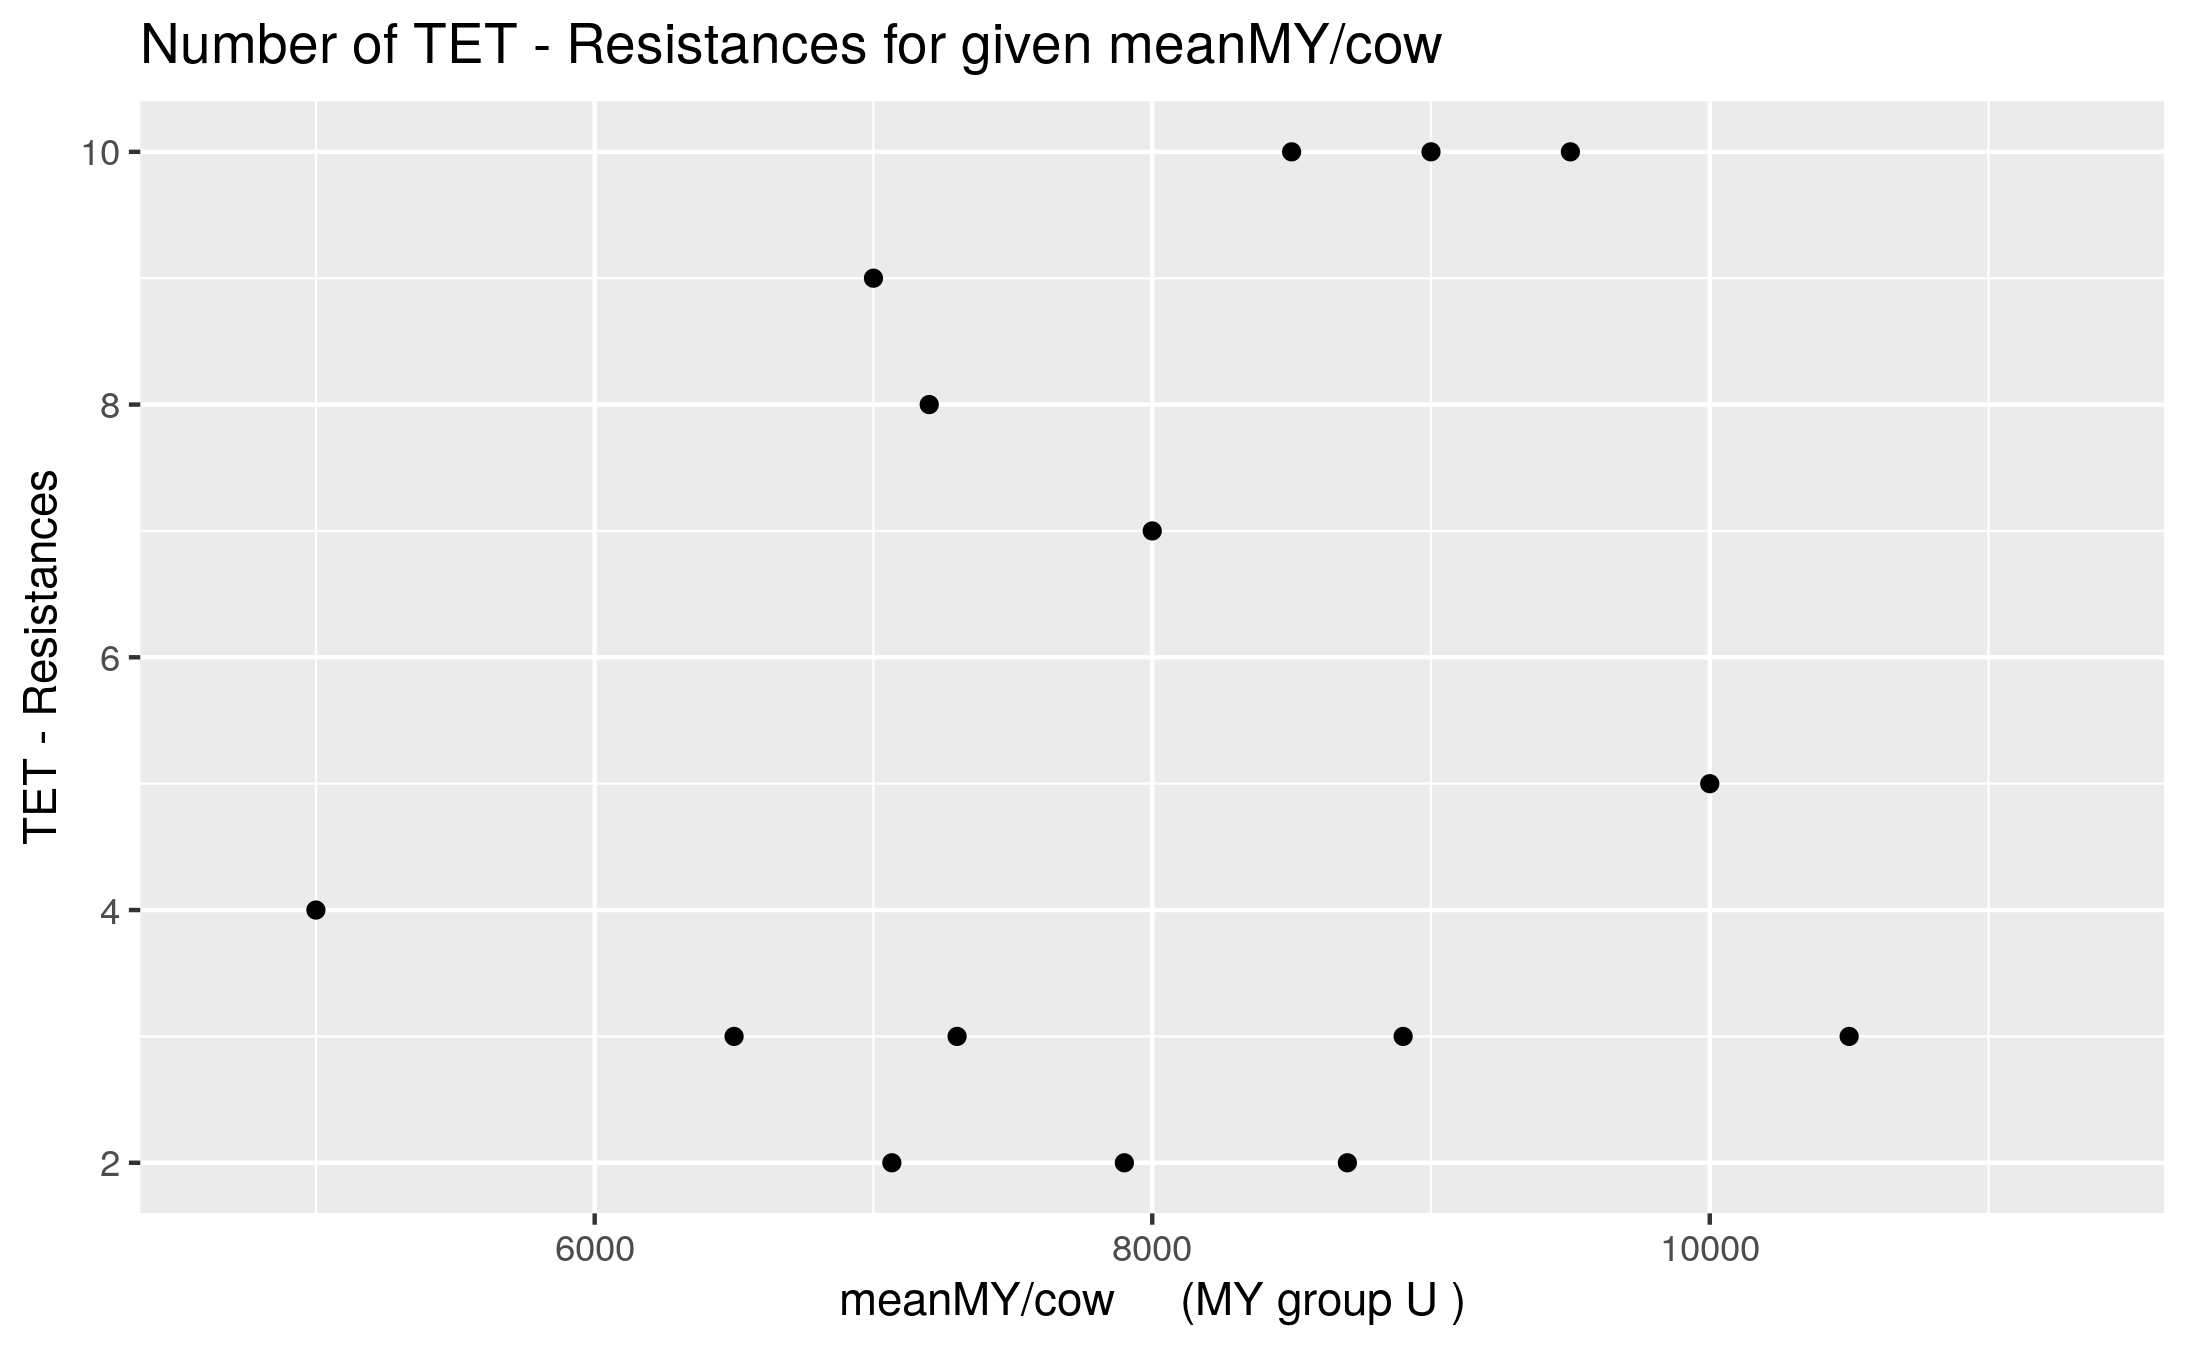 Number of TET - Resistances for given meanMY/cow
10
8
6
4
2
TET - Resistances
6000 8000 10000
meanMY/cow (MY group U )